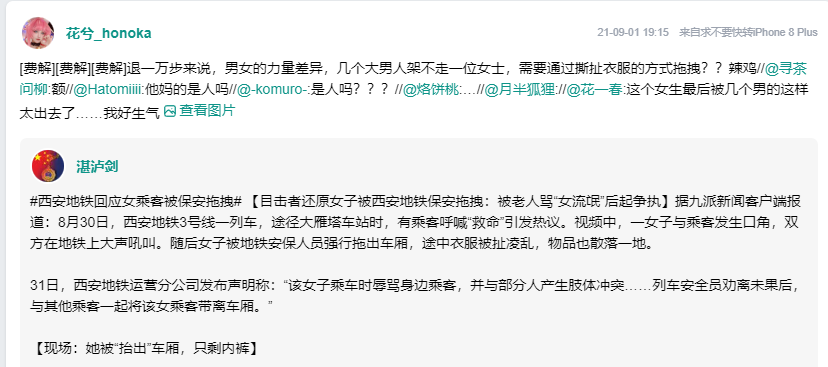 花兮_honoka
21-09-01 19:15 来自求不要快转iPhone 8 Plus
[费解][费解][费解]退一万步来说，男女的力量差异，几个大男人架不走一位女士，需要通过撕扯衣服的方式拖拽？？辣鸡//@寻茶
问柳:额//@Hatomiiii:他妈的是人吗//@-komuro-:是人吗？？？//@烙饼桃:...//@月半狐狸://@花一春:这个女生最后被几个男的这样
太出去了……我好生气 查看图片
湛泸剑
#西安地铁回应女乘客被保安拖拽# 【目击者还原女子被西安地铁保安拖拽：被老人骂“女流氓”后起争执】据九派新闻客户端报
道：8月30日，西安地铁3号线一列车，途径大雁塔车站时，有乘客呼喊“救命”引发热议。视频中，一女子与乘客发生口角，双
方在地铁上大声吼叫。随后女子被地铁安保人员强行拖出车厢，途中衣服被扯凌乱，物品也散落一地。
31日，西安地铁运营分公司发布声明称：“该女子乘车时辱骂身边乘客，并与部分人产生肢体冲突……列车安全员劝离未果后，
与其他乘客一起将该女乘客带离车厢。”
【现场：她被“抬出”车厢，只剩内裤】